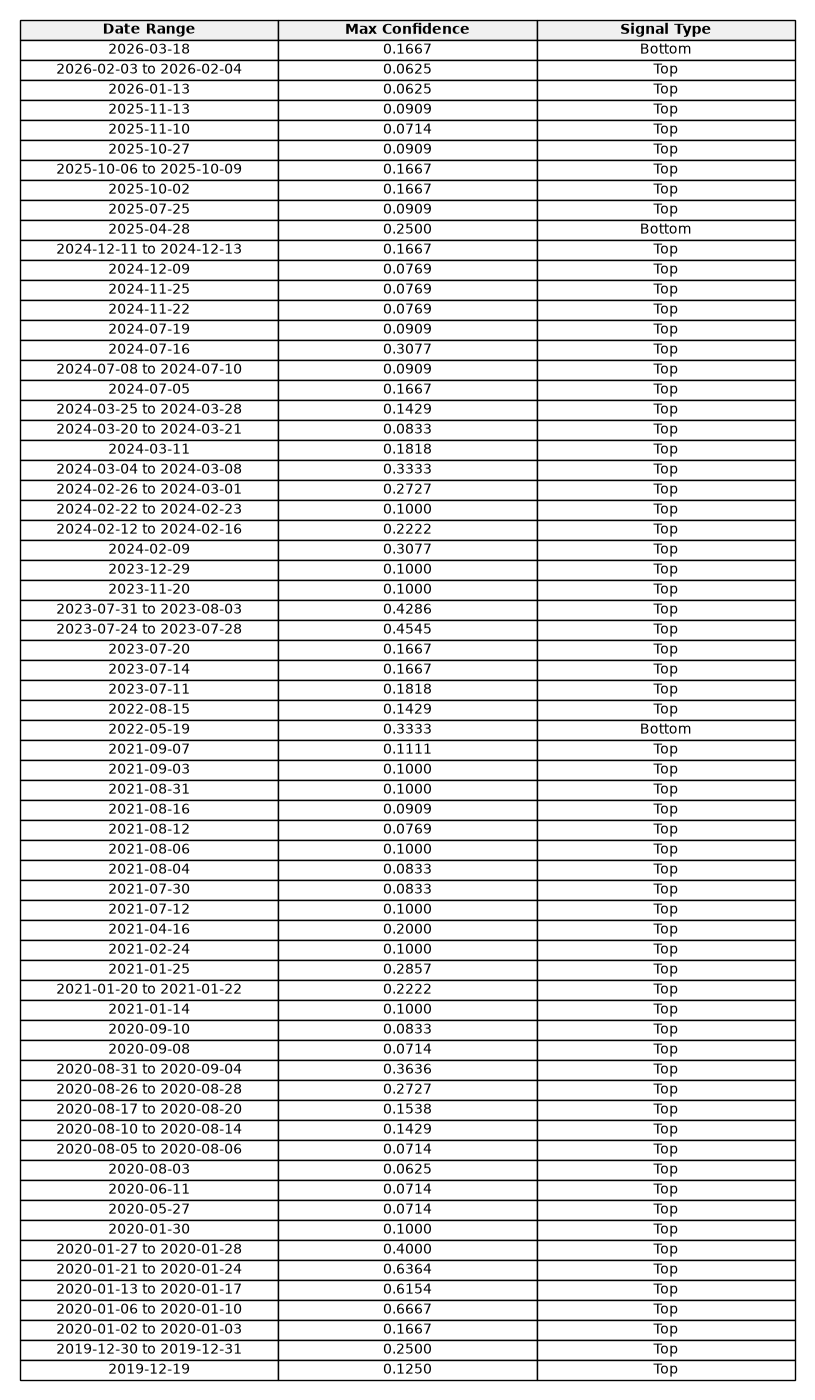 Date Range Max Confidence Signal Type
2026-03-18 0.1667 Bottom
2026-02-03 to 2026-02-04 0.0625 Top
2026-01-13 0.0625 Top
2025-11-13 0.0909 Top
2025-11-10 0.0714 Top
2025-10-27 0.0909 Top
2025-10-06 to 2025-10-09 0.1667 Top
2025-10-02 0.1667 Top
2025-07-25 0.0909 Top
2025-04-28 0.2500 Bottom
2024-12-11 to 2024-12-13 0.1667 Top
2024-12-09 0.0769 Top
2024-11-25 0.0769 Top
2024-11-22 0.0769 Top
2024-07-19 0.0909 Top
2024-07-16 0.3077 Top
2024-07-08 to 2024-07-10 0.0909 Top
2024-07-05 0.1667 Top
2024-03-25 to 2024-03-28 0.1429 Top
2024-03-20 to 2024-03-21 0.0833 Top
2024-03-11 0.1818 Top
2024-03-04 to 2024-03-08 0.3333 Top
2024-02-26 to 2024-03-01 0.2727 Top
2024-02-22 to 2024-02-23 0.1000 Top
2024-02-12 to 2024-02-16 0.2222 Top
2024-02-09 0.3077 Top
2023-12-29 0.1000 Top
2023-11-20 0.1000 Top
2023-07-31 to 2023-08-03 0.4286 Top
2023-07-24 to 2023-07-28 0.4545 Top
2023-07-20 0.1667 Top
2023-07-14 0.1667 Top
2023-07-11 0.1818 Top
2022-08-15 0.1429 Top
2022-05-19 0.3333 Bottom
2021-09-07 0.1111 Top
2021-09-03 0.1000 Top
2021-08-31 0.1000 Top
2021-08-16 0.0909 Top
2021-08-12 0.0769 Top
2021-08-06 0.1000 Top
2021-08-04 0.0833 Top
2021-07-30 0.0833 Top
2021-07-12 0.1000 Top
2021-04-16 0.2000 Top
2021-02-24 0.1000 Top
2021-01-25 0.2857 Top
2021-01-20 to 2021-01-22 0.2222 Top
2021-01-14 0.1000 Top
2020-09-10 0.0833 Top
2020-09-08 0.0714 Top
2020-08-31 to 2020-09-04 0.3636 Top
2020-08-26 to 2020-08-28 0.2727 Top
2020-08-17 to 2020-08-20 0.1538 Top
2020-08-10 to 2020-08-14 0.1429 Top
2020-08-05 to 2020-08-06 0.0714 Top
2020-08-03 0.0625 Top
2020-06-11 0.0714 Top
2020-05-27 0.0714 Top
2020-01-30 0.1000 Top
2020-01-27 to 2020-01-28 0.4000 Top
2020-01-21 to 2020-01-24 0.6364 Top
2020-01-13 to 2020-01-17 0.6154 Top
2020-01-06 to 2020-01-10 0.6667 Top
2020-01-02 to 2020-01-03 0.1667 Top
2019-12-30 to 2019-12-31 0.2500 Top
2019-12-19 0.1250 Top